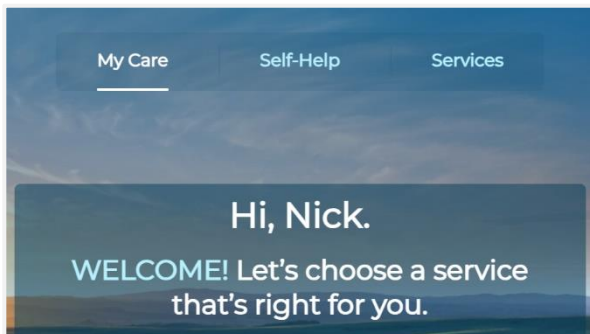 My Care Self-Help Services
Hi, Nick.
WELCOME! Let's choose a service
that's right for you.